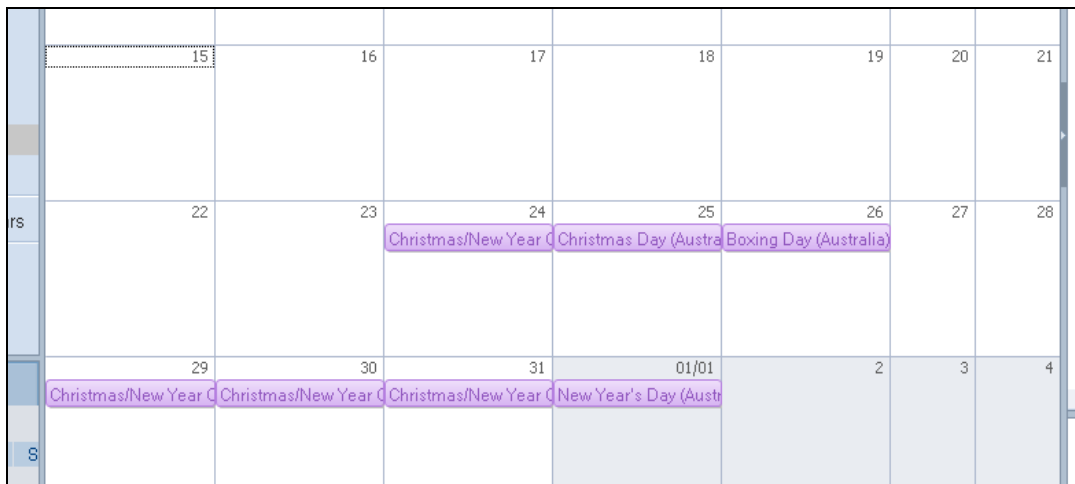 15 16 17 18 19 20 21
22 23 24 25 26 27 28
rs
Christmas/New Year Christmas Day (Austra Boxing Day (Australia)
29 30 31 01/01 2 3 4
Christmas/New Year Christmas/New Year Christmas/New Year New Year's Day (Austr
S